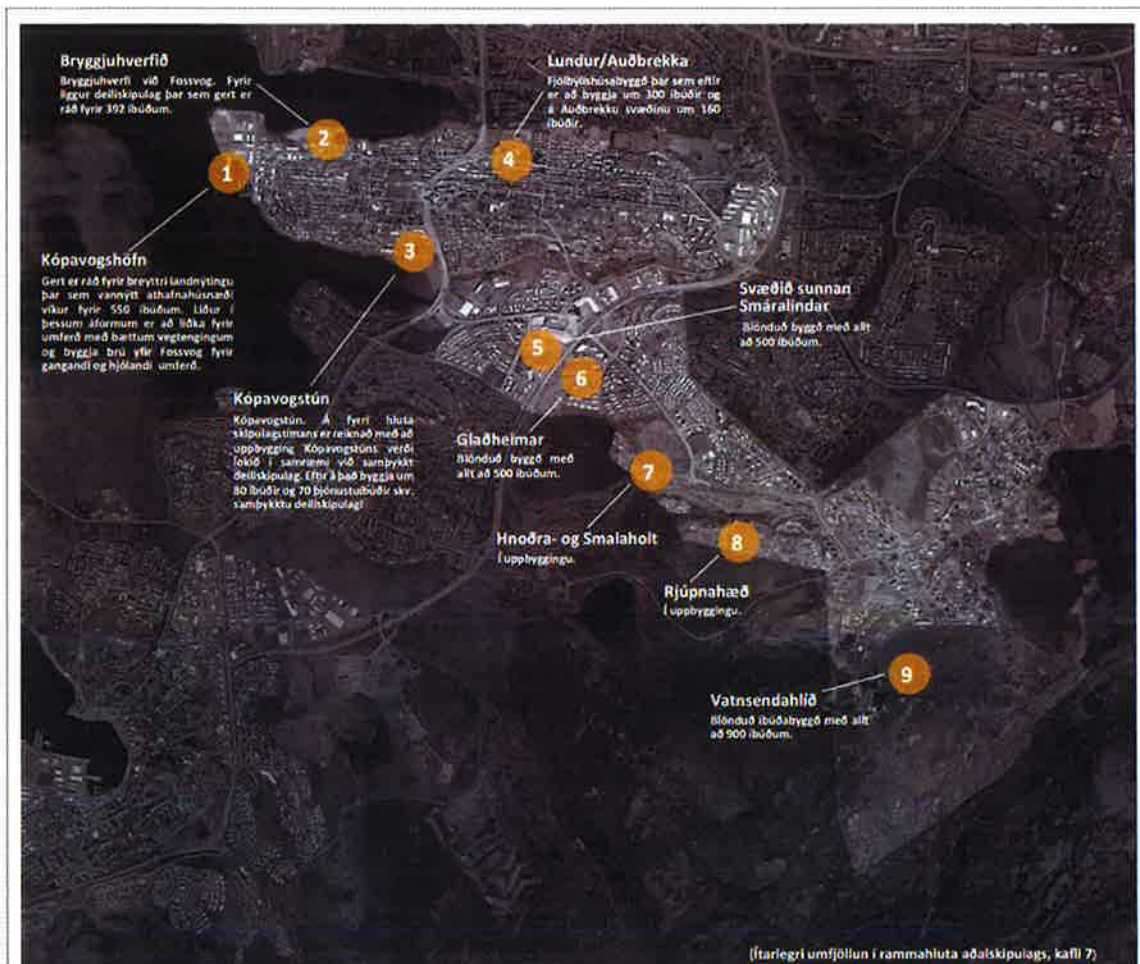 Bryggjuhverfið
Bryggjuhverfi við Fossvog. Fyrir
liggur deiliskipulag þar sem gert er
ráð fyrir 392 íbúðum.
Lundur/Auðbrekka
Fjölbýlishúsabyggð þar sem eftir
er að byggja um 300 íbúðir og
á Auðbrekku svæðinu um 160
íbúðir.
2
4
1
3
Kópavogshöfn
Gert er ráð fyrir breyttri landnýtingu
þar sem vannýtt athafnahúsnæði
víkur fyrir 550 íbúðum. Liður í
þessum áformum er að liðka fyrir
umferð með bættum vegtengingum
og byggja brú yfir Fossvog fyrir
gangandi og hjólandi umferð.
Svæðið sunnan
Smáralindar
Blönduð byggð með allt
að 500 íbúðum.
5
6
Kópavogstún
Kópavogstún. Á fyrri hluta
skipulagstímans er reiknað með að
uppbygging Kópavogstúns verði
lokið í samræmi við samþykkt
deiliskipulag. Eftir á það byggja um
80 íbúðir og 70 þjónustuíbúðir skv.
samþykktu deiliskipulagi
Glaðheimar
Blönduð byggð með
allt að 500 íbúðum.
7
Hnoðra- og Smalaholt
Í uppbyggingu.
8
Rjúpnahæð
Í uppbyggingu.
9
Vatnsendahlíð
Blönduð íbúðabyggð með allt
að 900 íbúðum.
(Ítarlegri umfjöllun í rammahluta aðalskipulags, kafli 7)